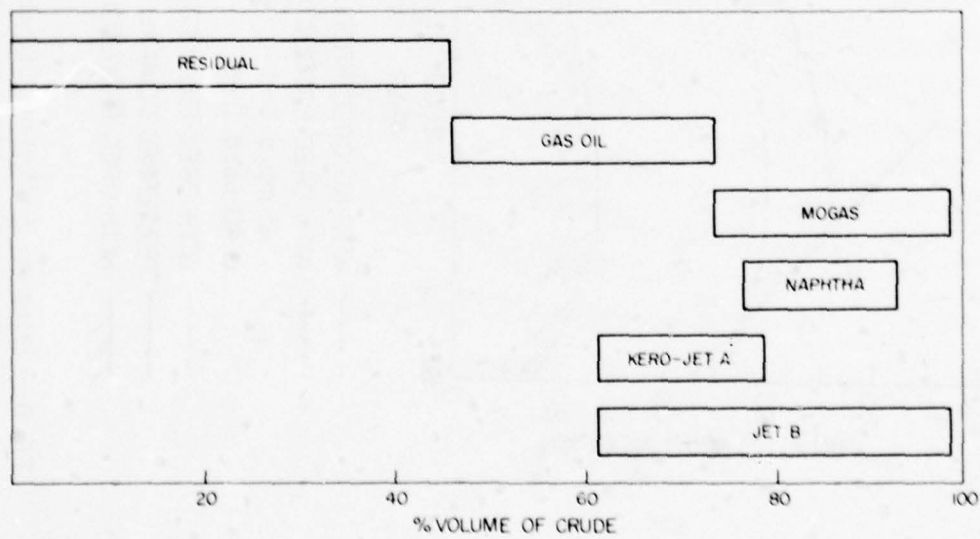 RESIDUAL
GAS OIL
MOGAS
NAPHTHA
KERO-JET A
JET B
20 40 60 80 100
% VOLUME OF CRUDE